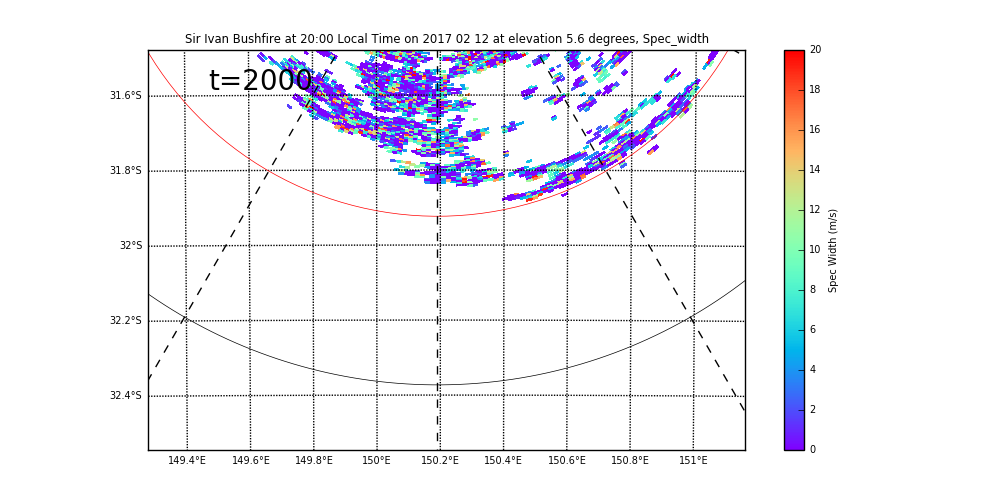 Sir Ivan Bushfire at 20:00 Local Time on 2017 02 12 at elevation 5.6 degrees, Spec_width
t=2000
31.6°S
31.8°S
32°S
32.2°S
32.4°S
149.4°E 149.6°E 149.8°E 150°E 150.2°E 150.4°E 150.6°E 150.8°E 151°E
20
18
16
14
12
10
8
6
4
2
0
Spec Width (m/s)